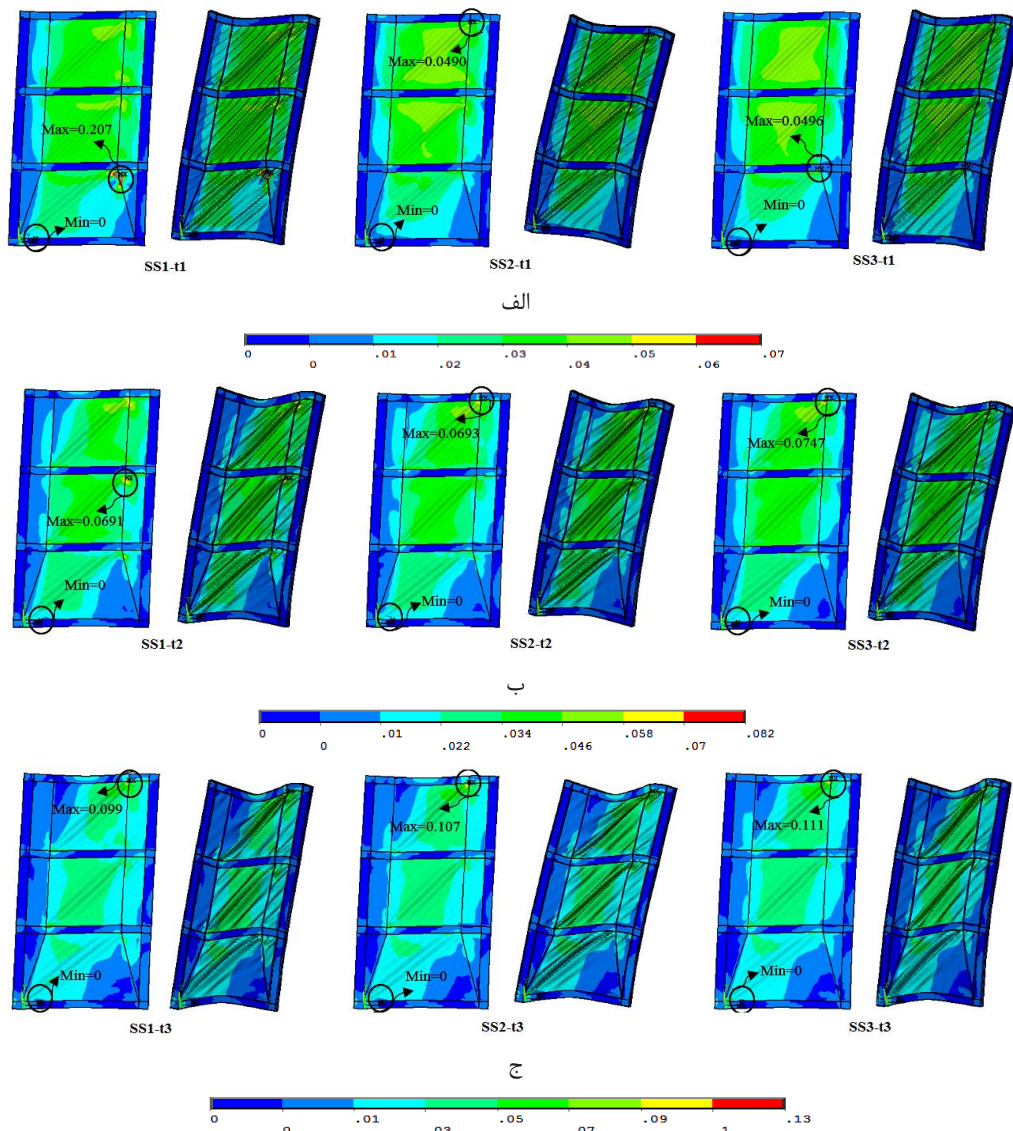 Max=0.0490
Max=0.207
Max=0.0496
Min=0
Min=0
Min=0
SS1-t1
SS2-t1
SS3-t1
الف
0 .01 .03 .05 .07
0 .02 .04 .06
Max=0.0693
Max=0.0747
Max=0.0691
Min=0
Min=0
Min=0
SS1-t2
SS2-t2
SS3-t2
ب
0 .01 .034 .058 .082
0 .022 .046 .07
Max=0.099
Max=0.107
Max=0.111
Min=0
Min=0
Min=0
SS1-t3
SS2-t3
SS3-t3
ج
0 .01 .05 .09 .13